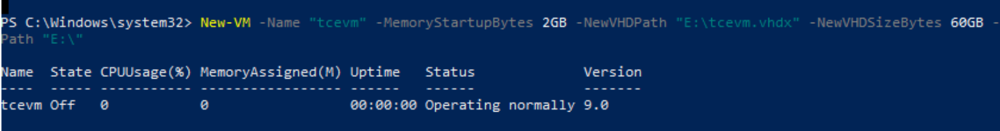 PS C:\Windows\system32> New-VM -Name "tcevm" -MemoryStartupBytes 2GB -NewVHDPath "E:\tcevm.vhdx" -NewVHDSizeBytes 60GB -
Path "E:\"
Name State CPUUsage(%) MemoryAssigned(M) Uptime Status Version
---- ----- ----------- ----------------- ------ ------ -------
tcevm Off 0 0 00:00:00 Operating normally 9.0